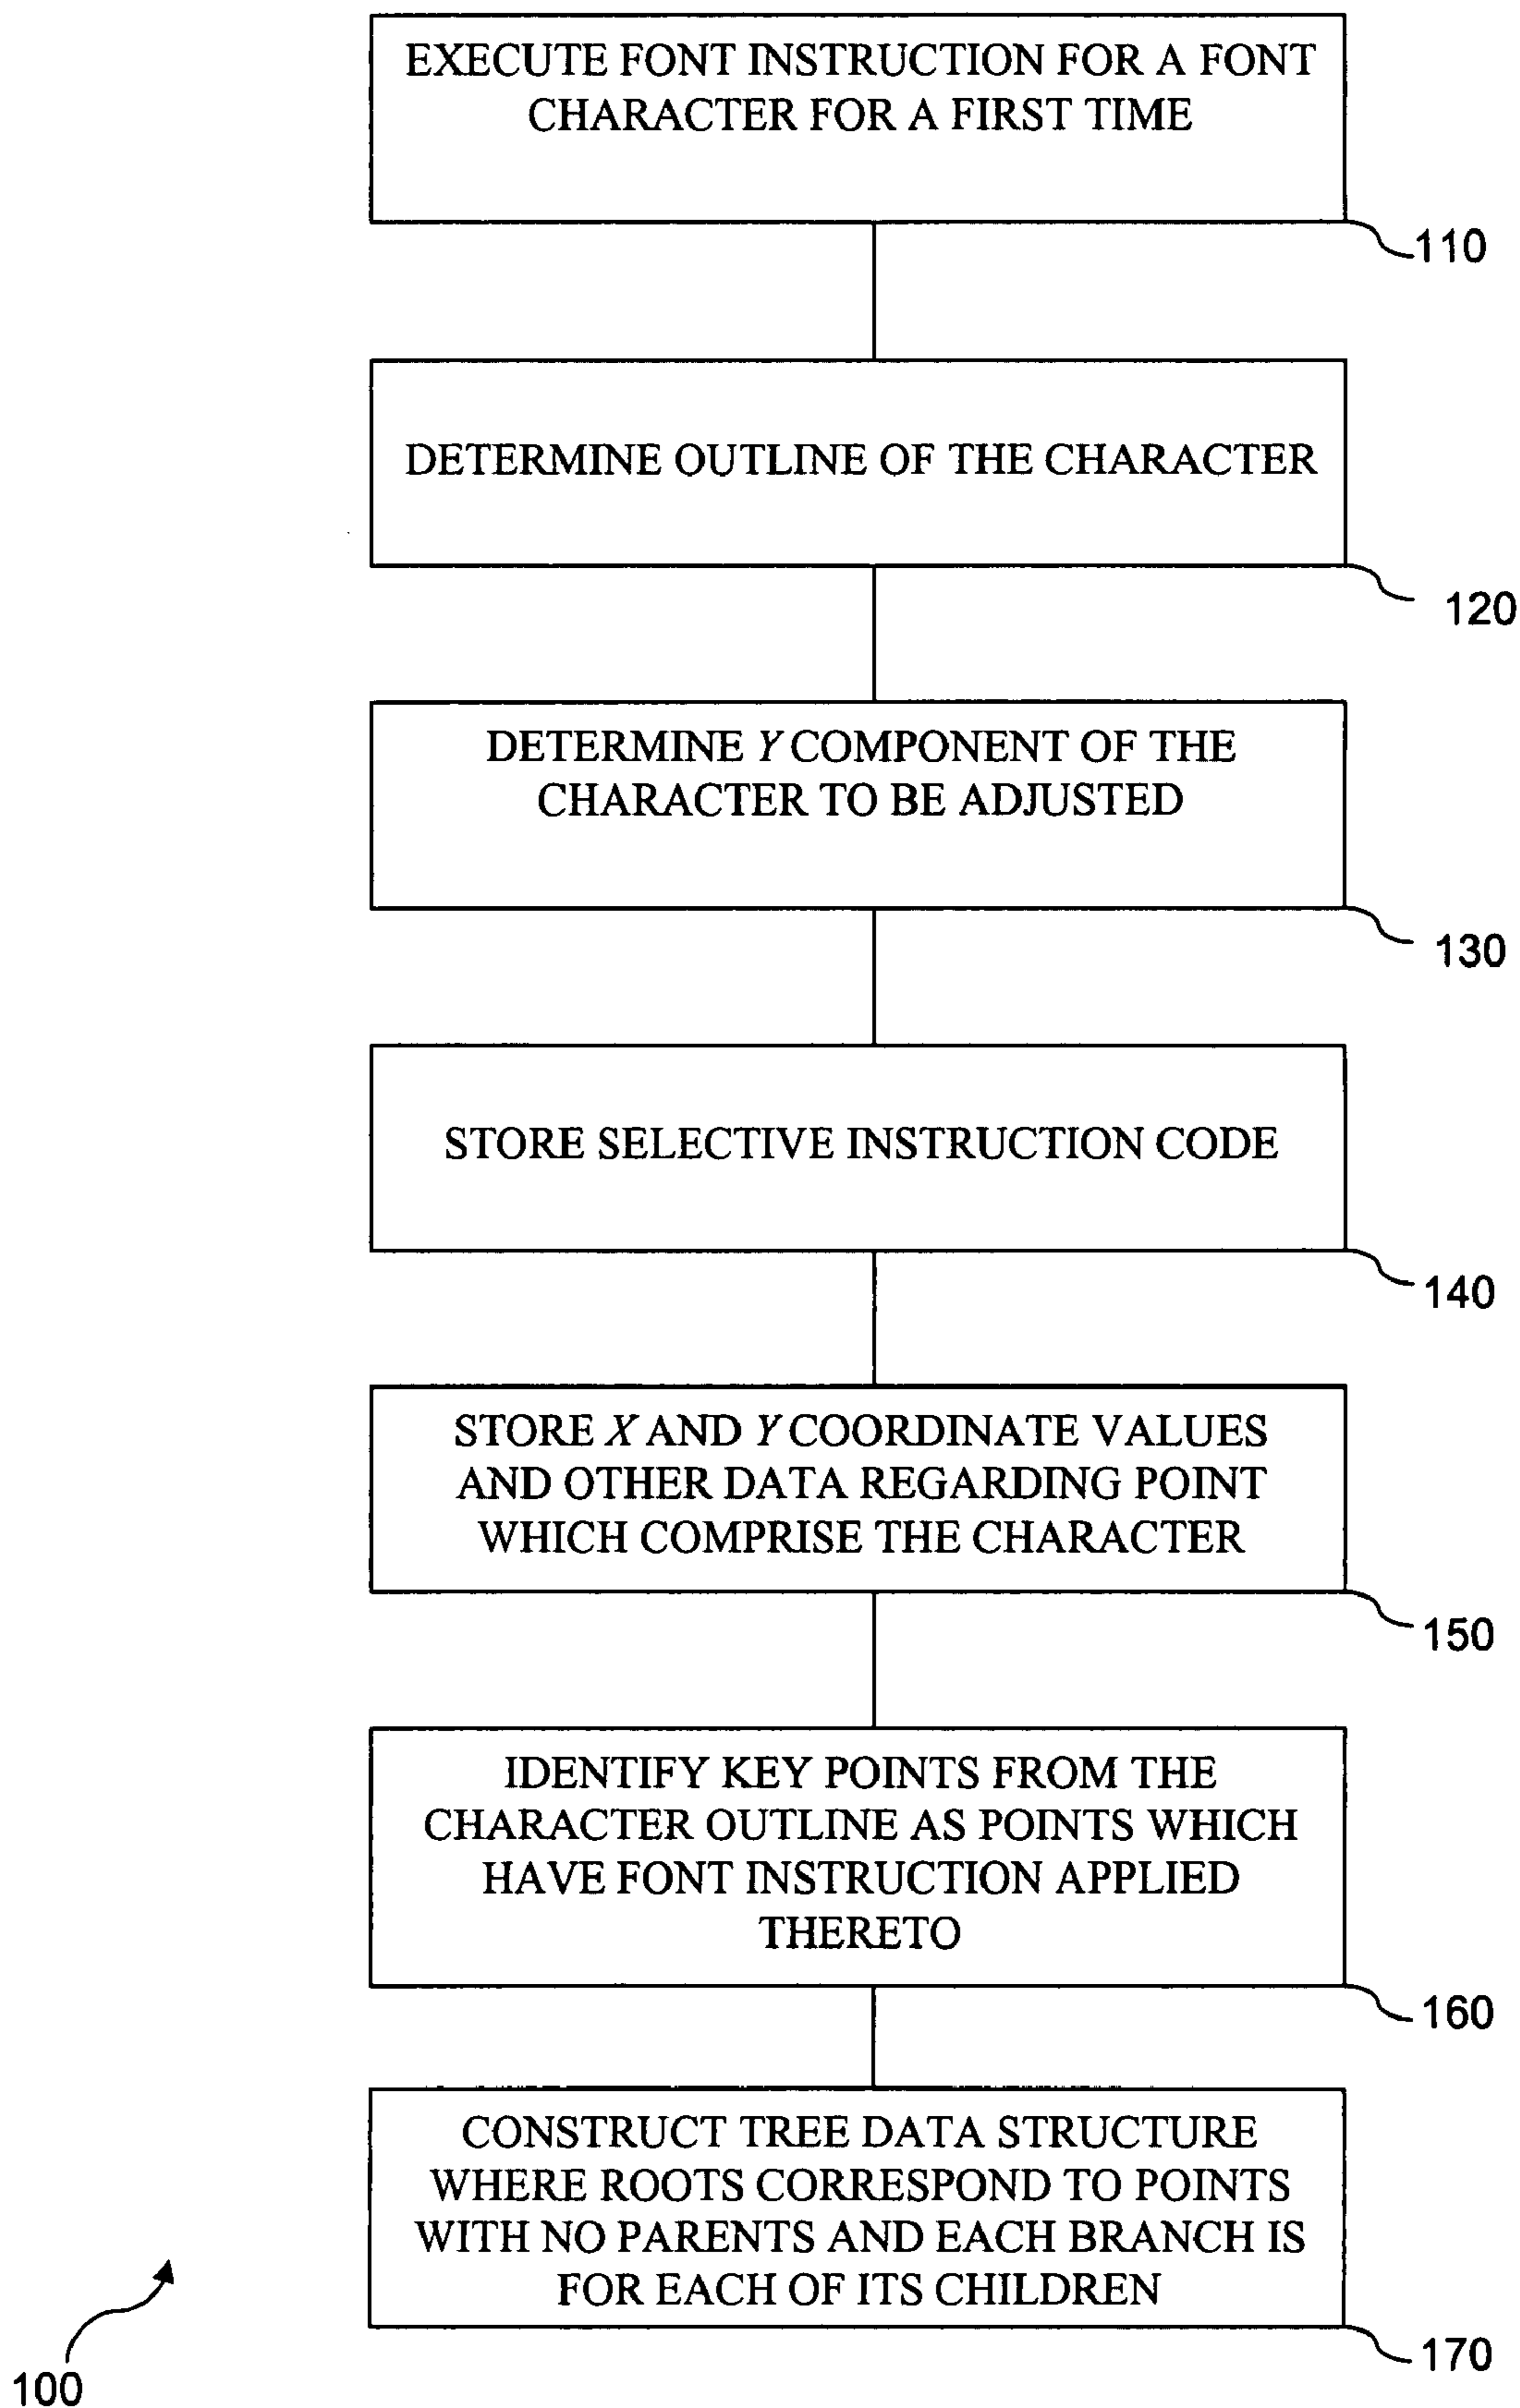 EXECUTE FONT INSTRUCTION FOR A FONT
CHARACTER FOR A FIRST TIME
110
DETERMINE OUTLINE OF THE CHARACTER
120
DETERMINE Y COMPONENT OF THE
CHARACTER TO BE ADJUSTED
130
STORE SELECTIVE INSTRUCTION CODE
140
STORE X AND Y COORDINATE VALUES
AND OTHER DATA REGARDING POINT
WHICH COMPRISE THE CHARACTER
150
IDENTIFY KEY POINTS FROM THE
CHARACTER OUTLINE AS POINTS WHICH
HAVE FONT INSTRUCTION APPLIED
THERETO
160
CONSTRUCT TREE DATA STRUCTURE
WHERE ROOTS CORRESPOND TO POINTS
WITH NO PARENTS AND EACH BRANCH IS
FOR EACH OF ITS CHILDREN
170
100